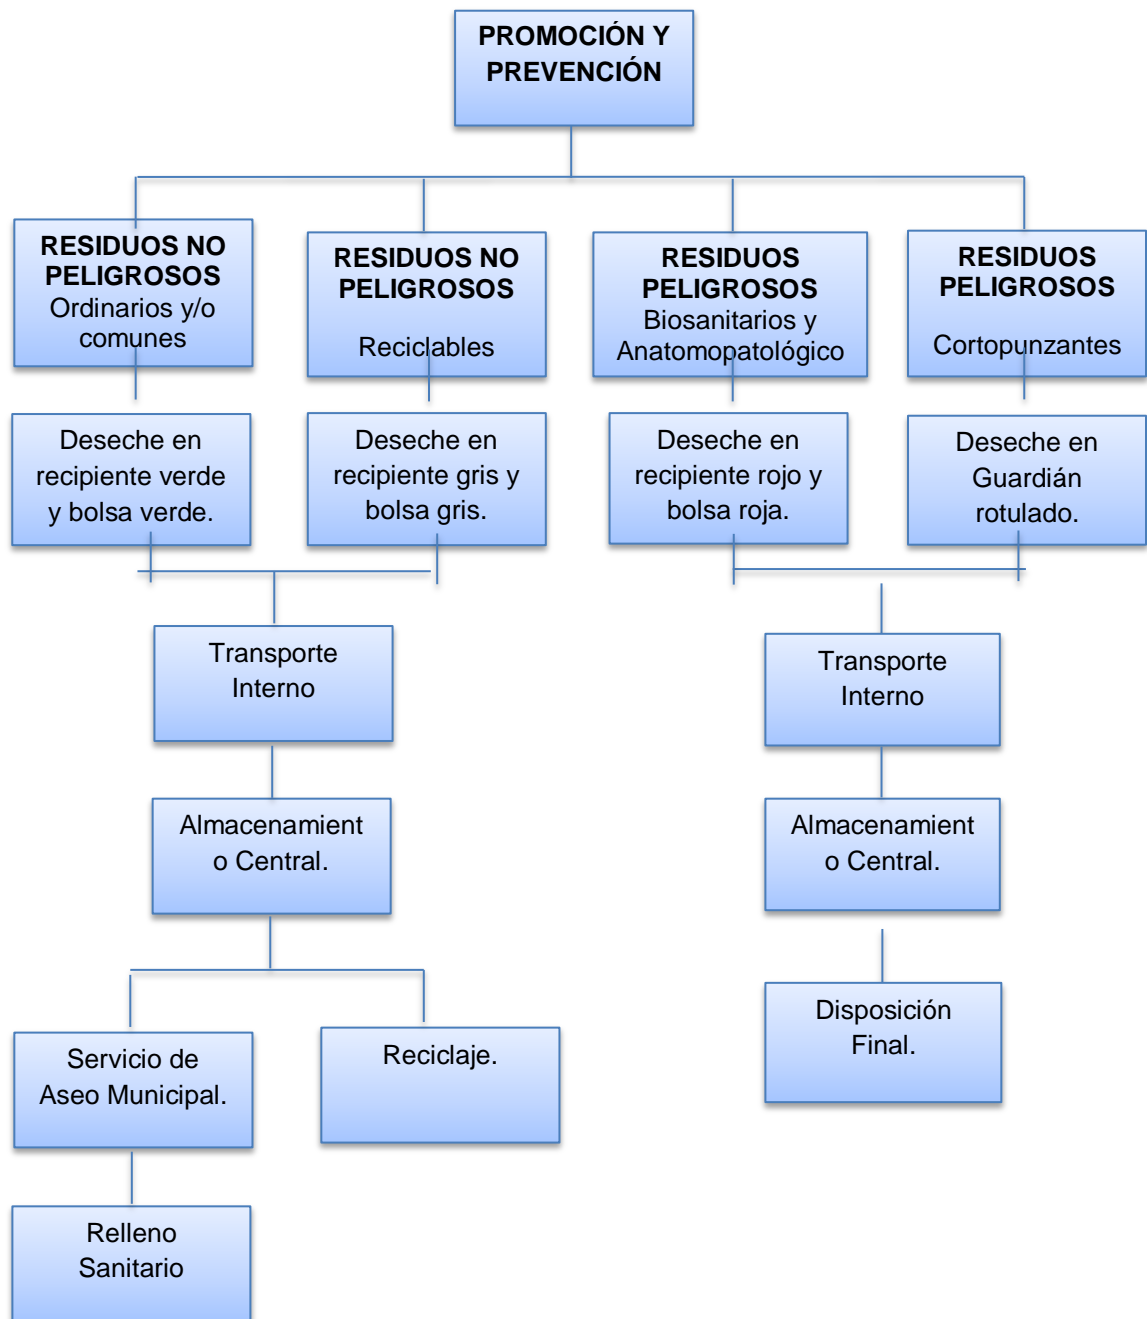 PROMOCIÓN Y
PREVENCIÓN
RESIDUOS NO
PELIGROSOS
Ordinarios y/o
comunes
RESIDUOS NO
PELIGROSOS
Reciclables
RESIDUOS
PELIGROSOS
Biosanitarios y
Anatomopatológico
RESIDUOS
PELIGROSOS
Cortopunzantes
Deseche en
recipiente verde
y bolsa verde.
Deseche en
recipiente gris y
bolsa gris.
Deseche en
recipiente rojo y
bolsa roja.
Deseche en
Guardián
rotulado.
Transporte
Interno
Transporte
Interno
Almacenamient
o Central.
Almacenamient
o Central.
Servicio de
Aseo Municipal.
Reciclaje.
Disposición
Final.
Relleno
Sanitario